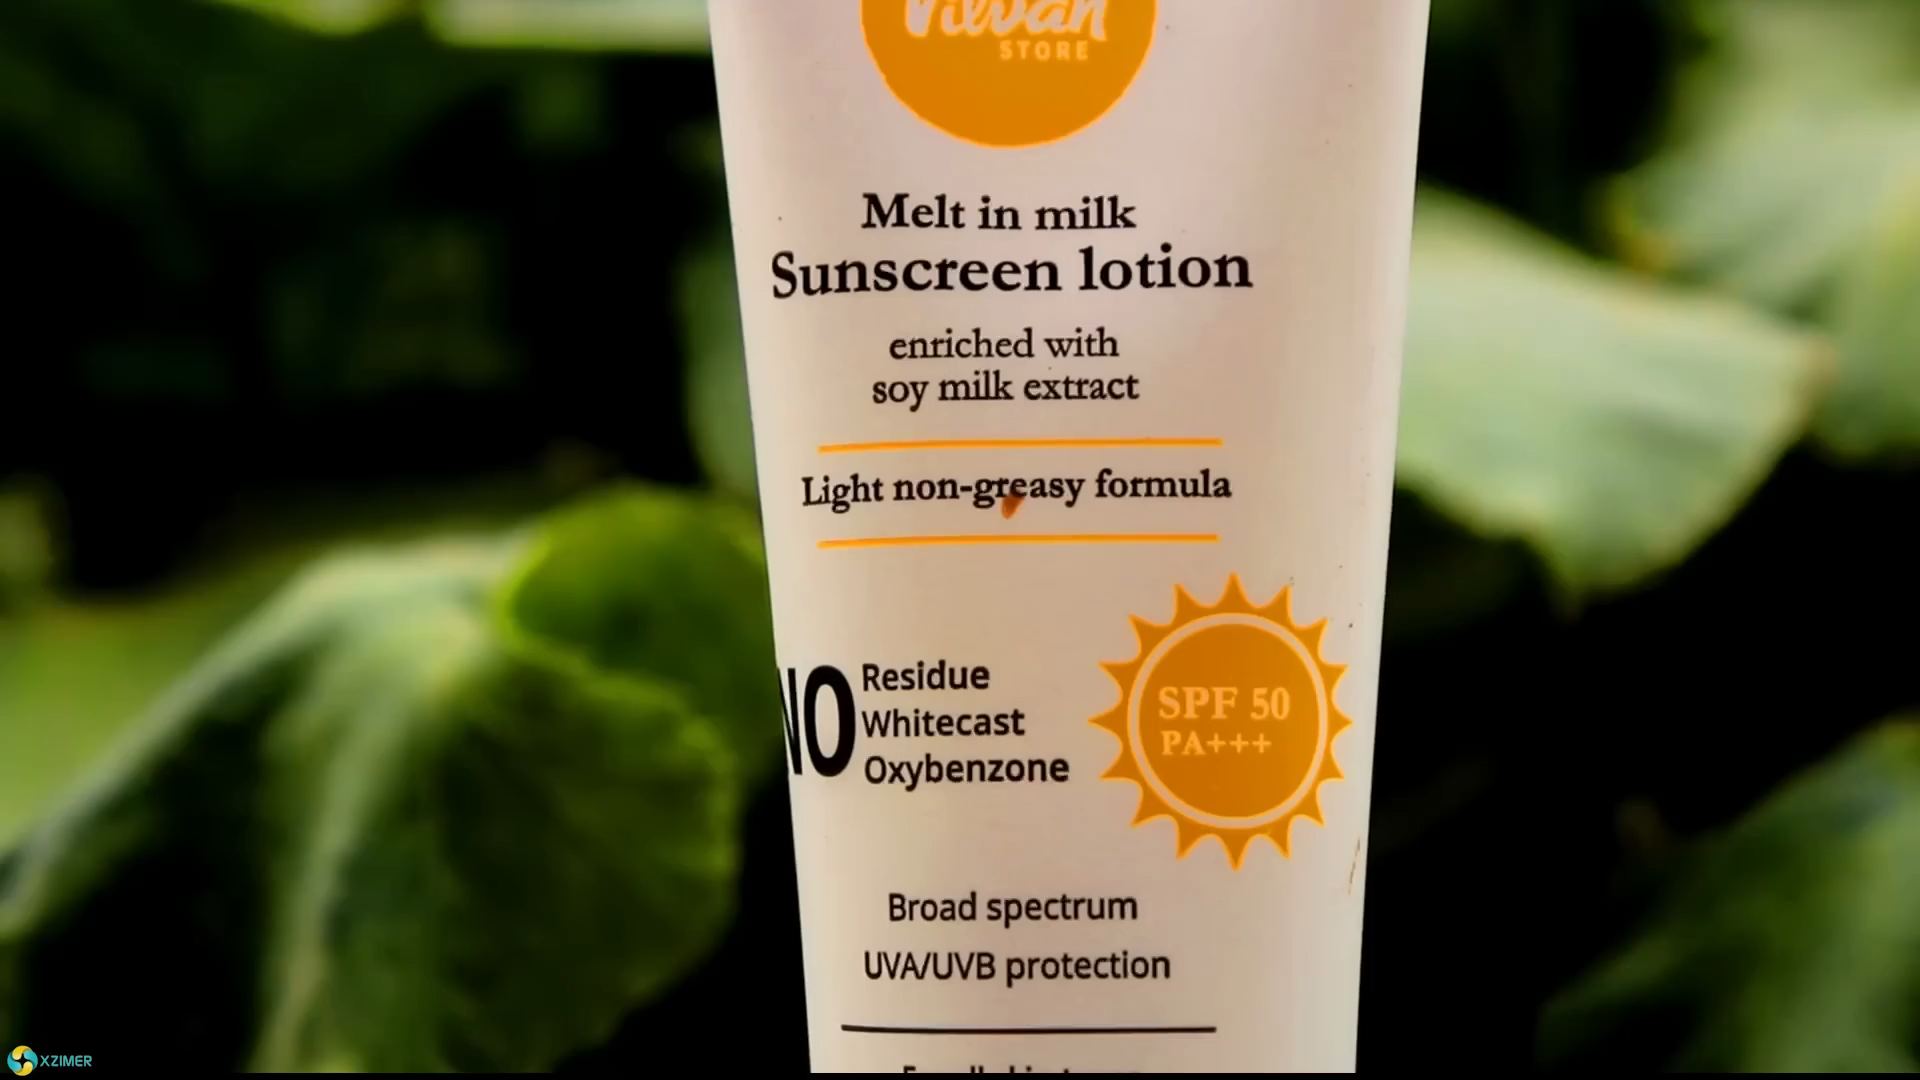 Vilvah
STORE
Melt in milk
Sunscreen lotion
enriched with
soy milk extract
Light non-greasy formula
NO
Residue
Whitecast
Oxybenzone
SPF 50
PA+++
Broad spectrum
UVA/UVB protection
XZIMER